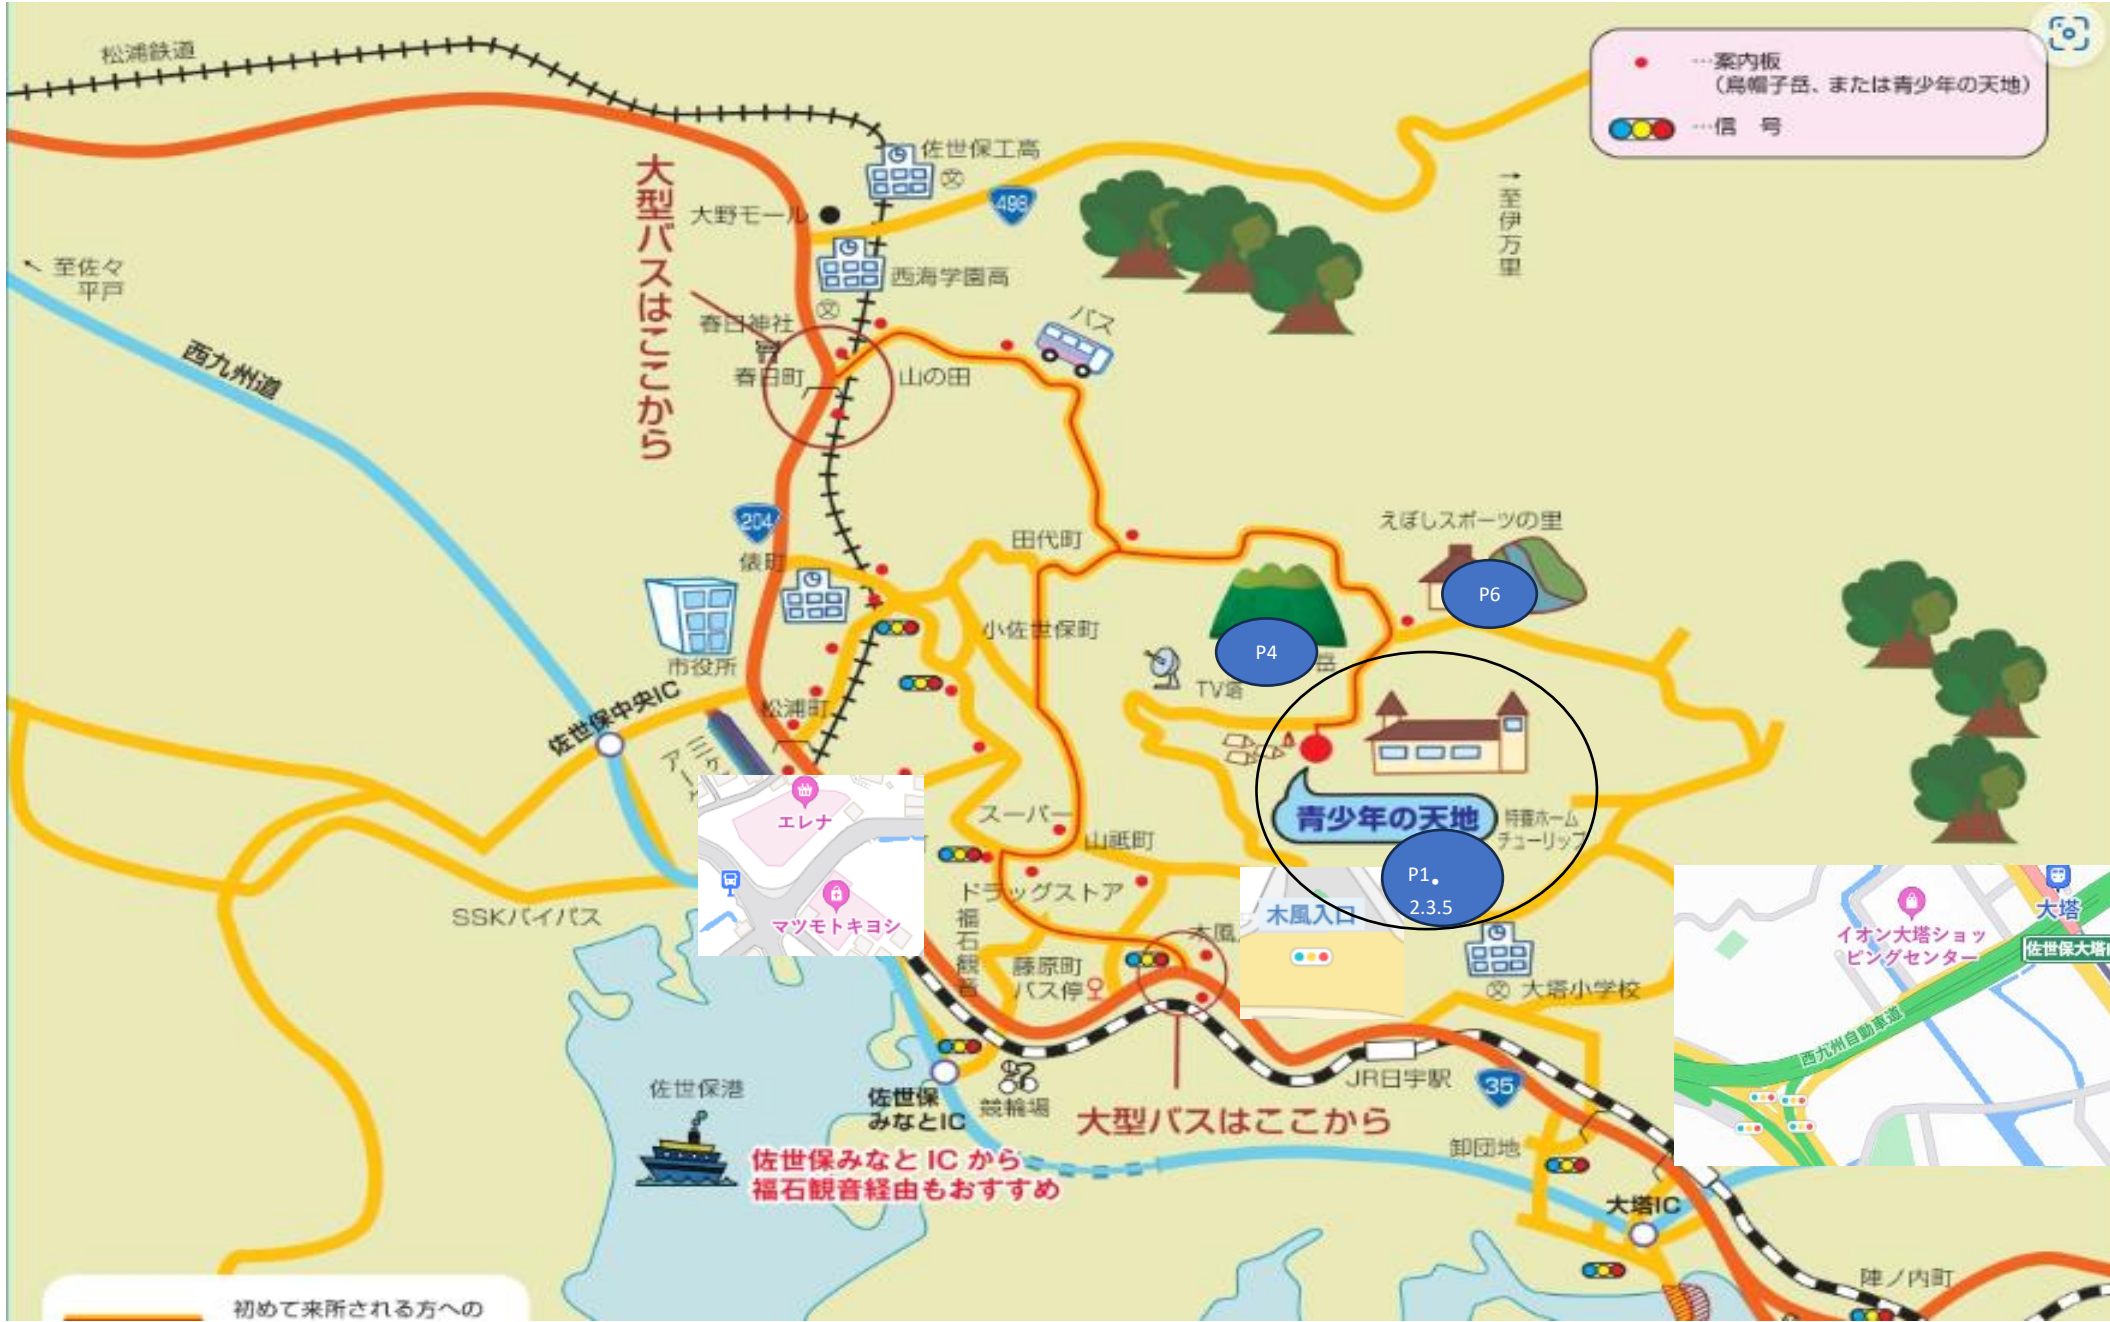 松浦鉄道
…案内板
（烏帽子岳、または青少年の天地）
…信　号
佐世保工高
文
498
大野モール
大型バスはここから
→至伊万里
↖ 至佐々
平戸
西海学園高
文
春日神社
バス
西九州道
春日町
山の田
204
えぼしスポーツの里
田代町
俵町
P6
小佐世保町
市役所
P4
岳
TV塔
佐世保中央IC
松浦町
エレナ
スーパー
青少年の天地
特養ホーム
チューリップ
山祇町
P1.
2.3.5
ドラッグストア
マツモトキヨシ
SSKバイパス
福石観音
木風入口
大塔
イオン大塔ショッ
ピングセンター
佐世保大塔
藤原町
バス停
文 大塔小学校
西九州自動車道
佐世保港
佐世保
みなとIC
競輪場
JR日宇駅
35
大型バスはここから
卸団地
佐世保みなと IC から
福石観音経由もおすすめ
大塔IC
陣ノ内町
初めて来所される方への